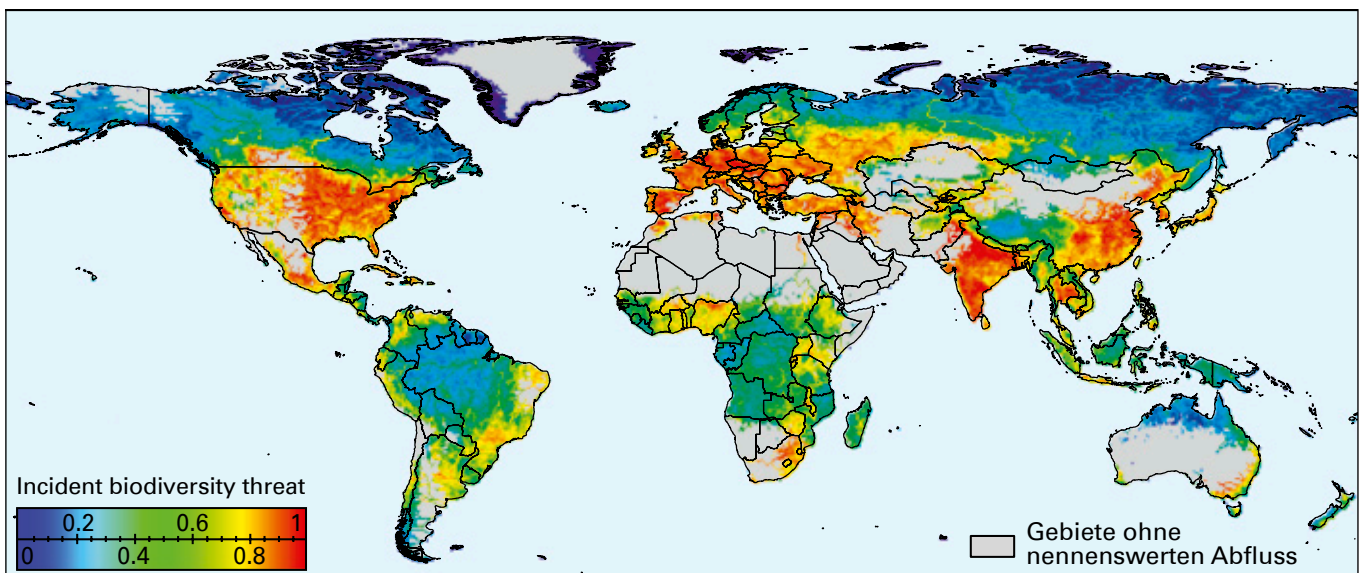 Incident biodiversity threat
0.2 0.6 1
0 0.4 0.8
Gebiete ohne
nennenswerten Abfluss